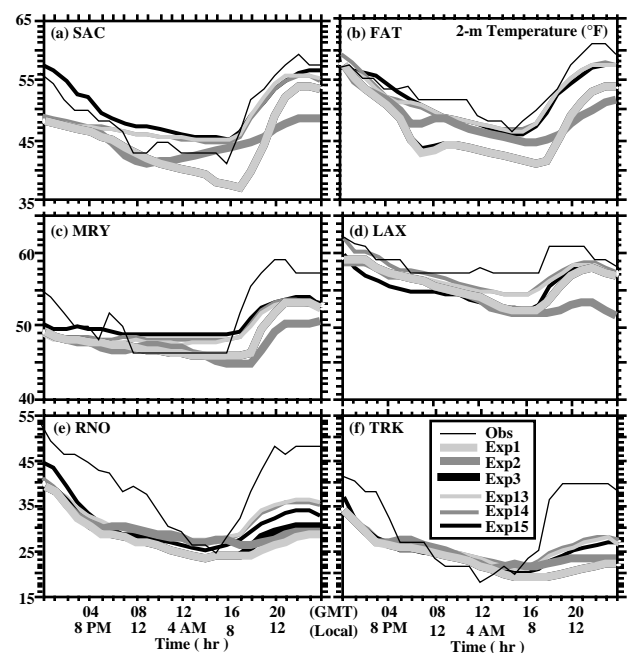 65
(a) SAC
(b) FAT
2-m Temperature (°F)
55
45
35
(c) MRY
(d) LAX
60
50
40
55
(e) RNO
(f) TRK
45
35
25
15
Obs
Exp1
Exp2
Exp3
Exp13
Exp14
Exp15
04 08 12 16 20 (GMT) 04 08 12 16 20
8 PM 12 4 AM 8 12 (Local) 8 PM 12 4 AM 8 12
Time ( hr ) Time ( hr )